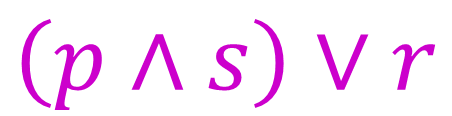 (p ∧ s) ∨ r